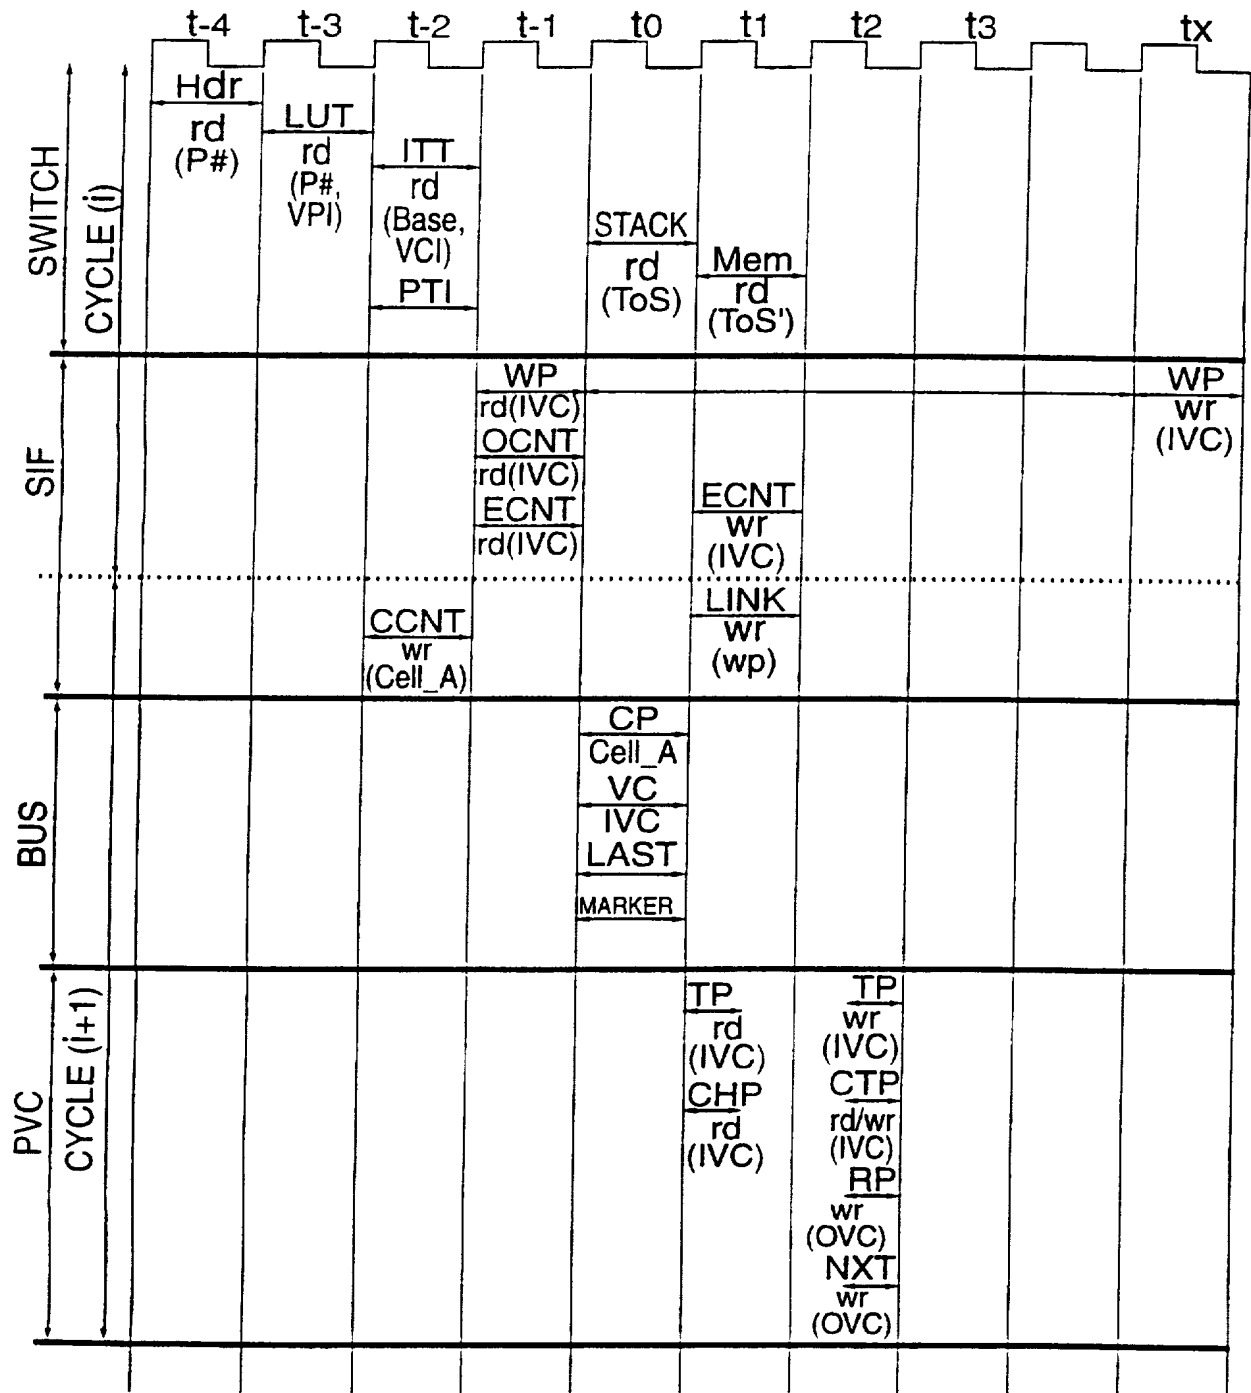 t-4 t-3 t-2 t-1 t0 t1 t2 t3 tx
SWITCH
CYCLE (i)
Hdr
rd
(P#)
LUT
rd
(P#,
VPI)
ITT
rd
(Base,
VCI)
PTI
STACK
rd
(ToS)
Mem
rd
(ToS')
SIF
WP
rd(IVC)
OCNT
rd(IVC)
ECNT
rd(IVC)
ECNT
wr
(IVC)
WP
wr
(IVC)
CCNT
wr
(Cell_A)
LINK
wr
(wp)
BUS
CP
Cell_A
VC
IVC
LAST
MARKER
PVC
CYCLE (i+1)
TP
rd
(IVC)
CHP
rd
(IVC)
TP
wr
(IVC)
CTP
rd/wr
(IVC)
RP
wr
(OVC)
NXT
wr
(OVC)